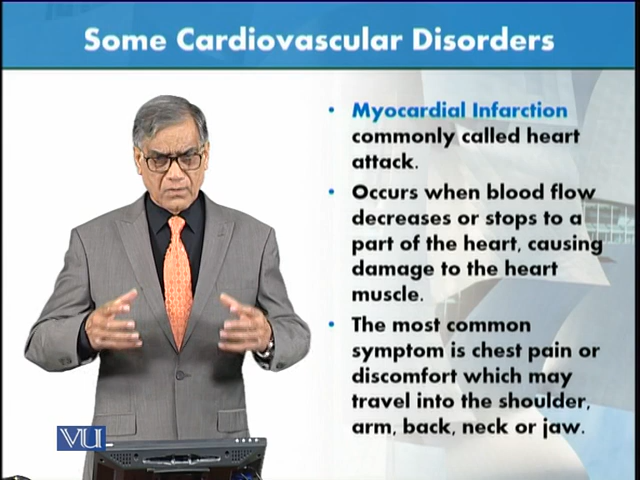 Some Cardiovascular Disorders
• Myocardial Infarction
commonly called heart
attack.
• Occurs when blood flow
decreases or stops to a
part of the heart, causing
damage to the heart
muscle.
• The most common
symptom is chest pain or
discomfort which may
travel into the shoulder,
arm, back, neck or jaw.
VU